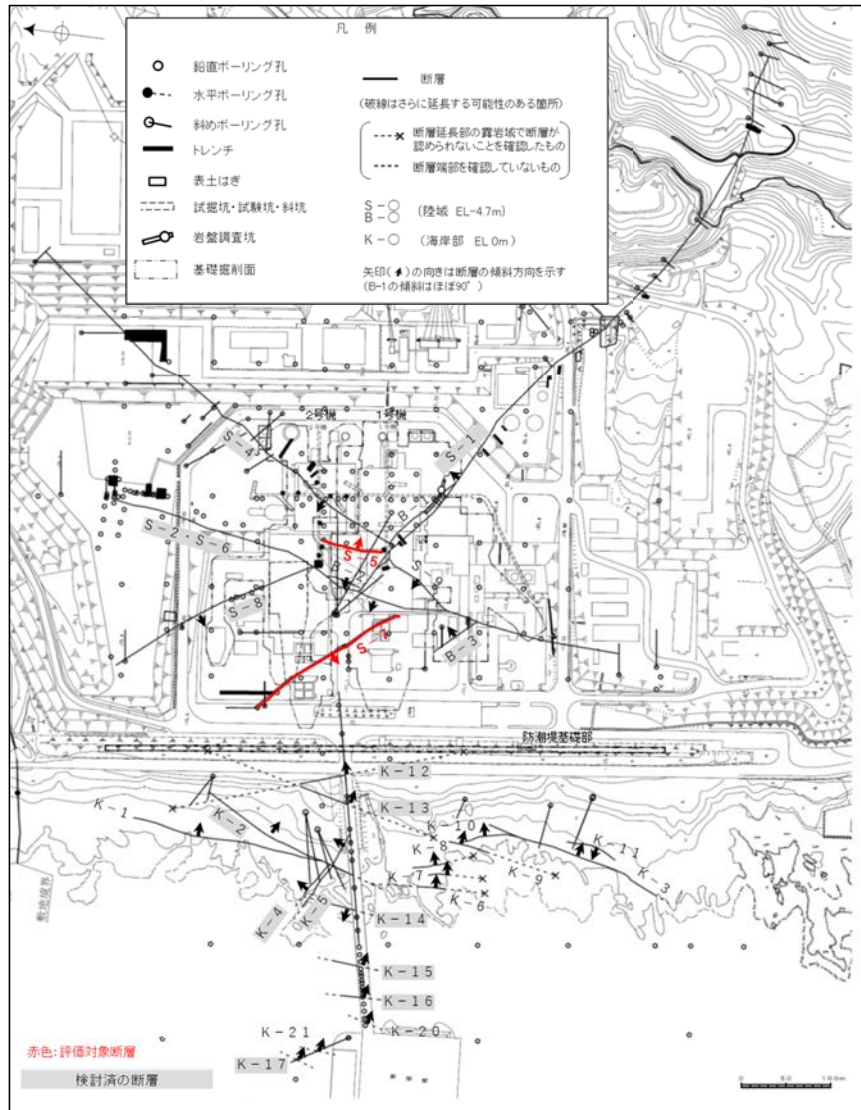 凡 例
鉛直ボーリング孔
水平ボーリング孔
斜めボーリング孔
トレンチ
表土はぎ
試掘坑・試験坑・斜坑
岩盤調査坑
基礎掘削面
断層
(破線はさらに延長する可能性のある箇所)
断層延長部の露岩域で断層が
認められないことを確認したもの
断層端部を確認していないもの
S-○
B-○
(陸域 EL-4.7m)
K-○
(海岸部 EL 0m)
矢印( )の向きは断層の傾斜方向を示す
(B-1の傾斜はほぼ90°)
2号機
1号機
S-4
S-1
B-1
S-2・S-6
S-5
B-2
S-9
S-8
S-7
B-3
防潮堤基礎部
K-12
K-1
K-13
K-2
K-10
K-11
K-8
K-3
K-7
K-9
K-6
K-4
K-5
K-14
敷地境界
K-15
K-16
K-21
K-20
K-17
赤色:評価対象断層
検討済の断層
0 50 100m